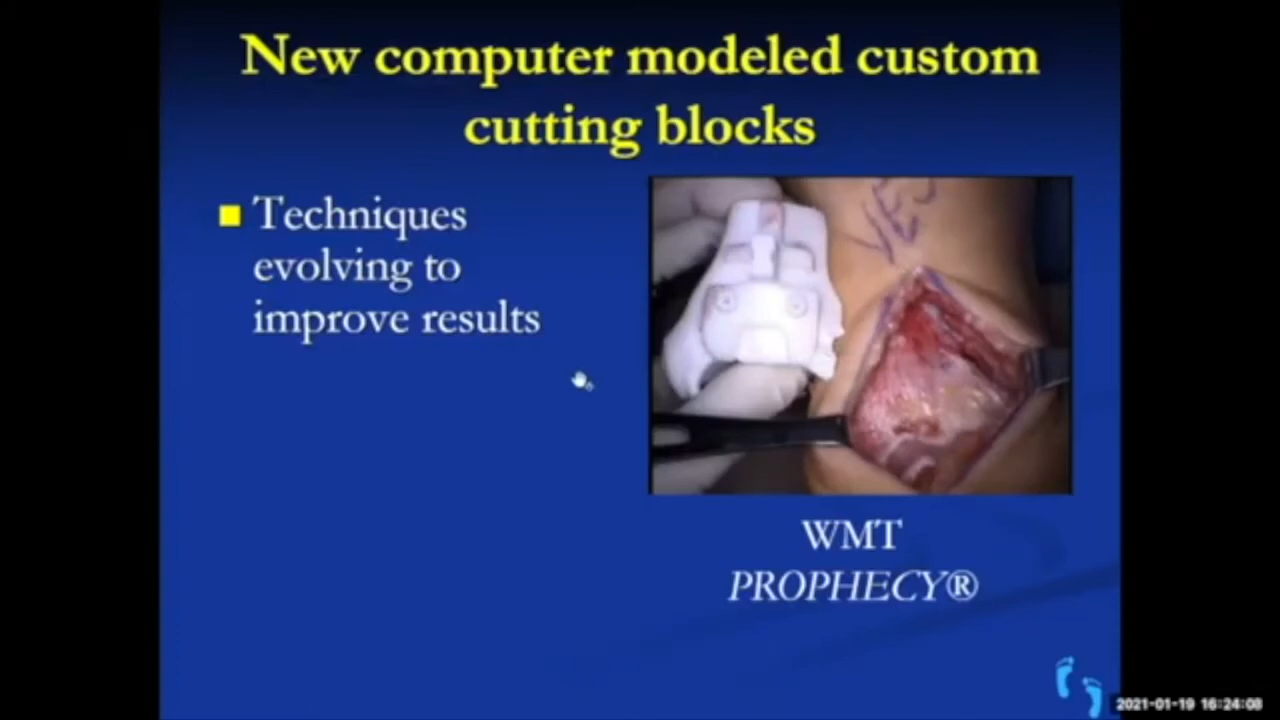 New computer modeled custom
cutting blocks
Techniques
evolving to
improve results
YES
WMT
PROPHECY®
2021-01-19 16:24:08